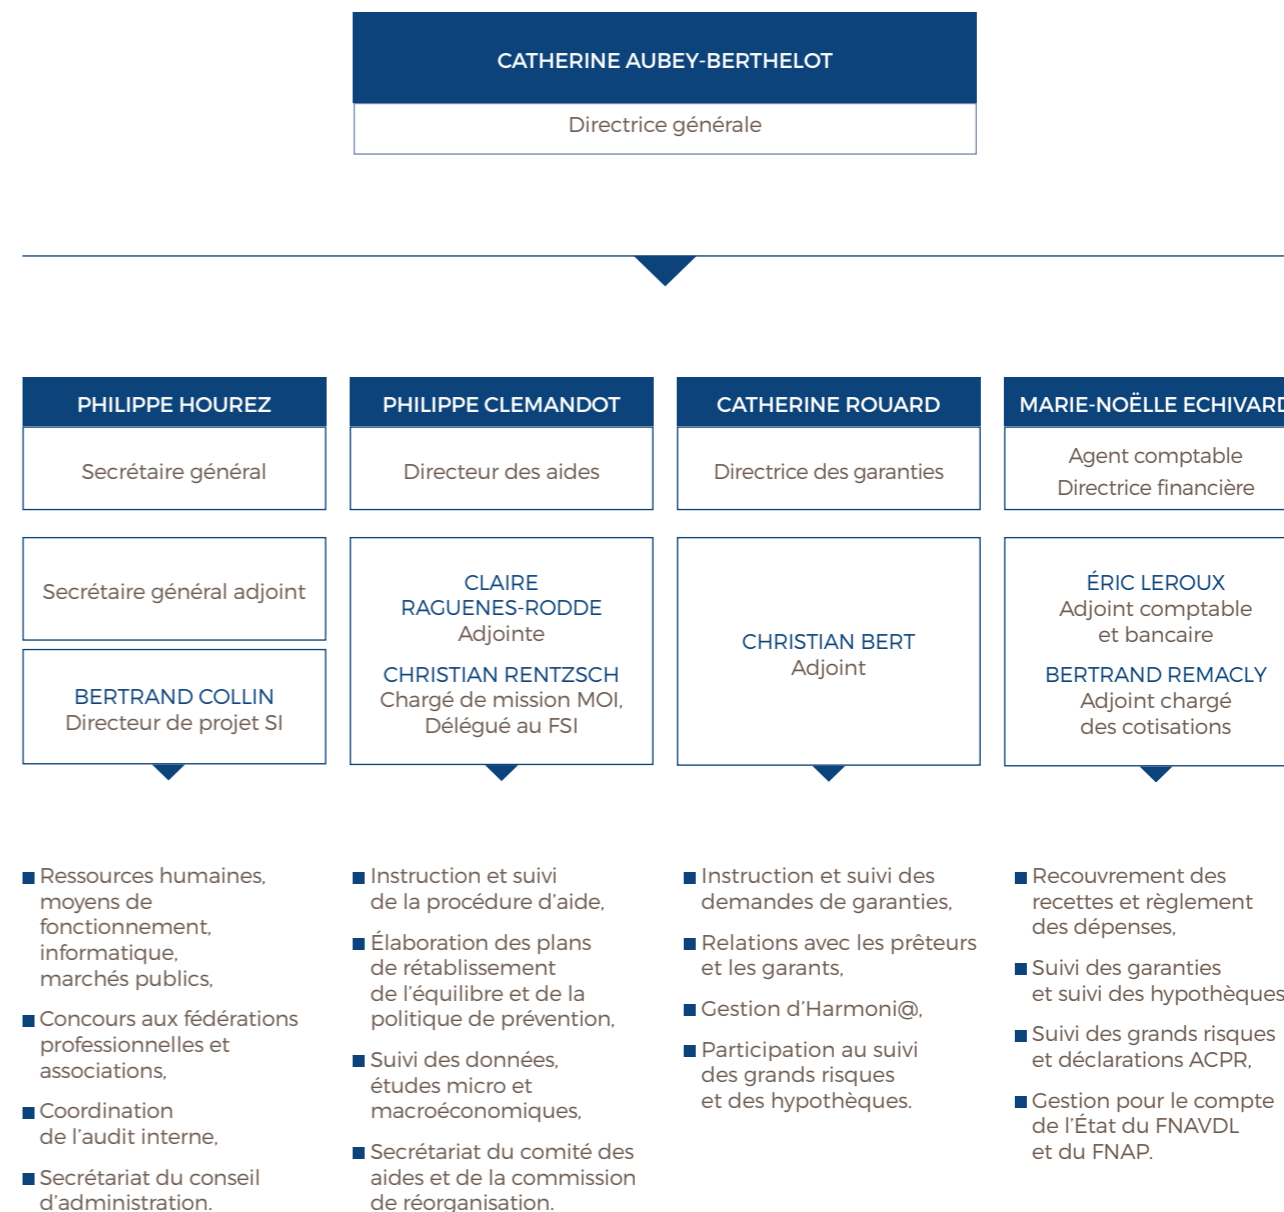 CATHERINE AUBEY-BERTHELOT
Directrice générale
PHILIPPE HOUREZ
Secrétaire général
Secrétaire général adjoint
BERTRAND COLLIN
Directeur de projet SI
Ressources humaines,
moyens de
fonctionnement,
informatique,
marchés publics,
Concours aux fédérations
professionnelles et
associations,
Coordination
de l’audit interne,
Secrétariat du conseil
d’administration.
PHILIPPE CLEMANDOT
Directeur des aides
CLAIRE
RAGUENES-RODDE
Adjointe
CHRISTIAN RENTZSCH
Chargé de mission MOI,
Délégué au FSI
Instruction et suivi
de la procédure d’aide,
Élaboration des plans
de rétablissement
de l’équilibre et de la
politique de prévention,
Suivi des données,
études micro et
macroéconomiques,
Secrétariat du comité des
aides et de la commission
de réorganisation.
CATHERINE ROUARD
Directrice des garanties
CHRISTIAN BERT
Adjoint
Instruction et suivi des
demandes de garanties,
Relations avec les prêteurs
et les garants,
Gestion d’Harmoni@,
Participation au suivi
des grands risques
et des hypothèques.
MARIE-NOËLLE ECHIVARD
Agent comptable
Directrice financière
ÉRIC LEROUX
Adjoint comptable
et bancaire
BERTRAND REMACLY
Adjoint chargé
des cotisations
Recouvrement des
recettes et règlement
des dépenses,
Suivi des garanties
et suivi des hypothèques
Suivi des grands risques
et déclarations ACPR,
Gestion pour le compte
de l’État du FNAVDL
et du FNAP.